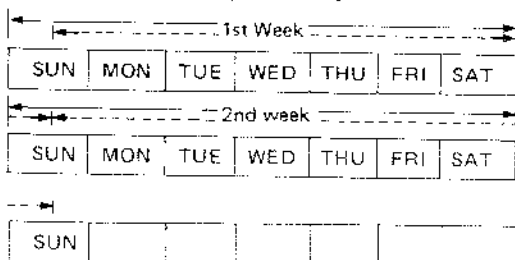 1st Week
SUN MON TUE WED THU FRI SAT
2nd week
SUN MON TUE WED THU FRI SAT
SUN